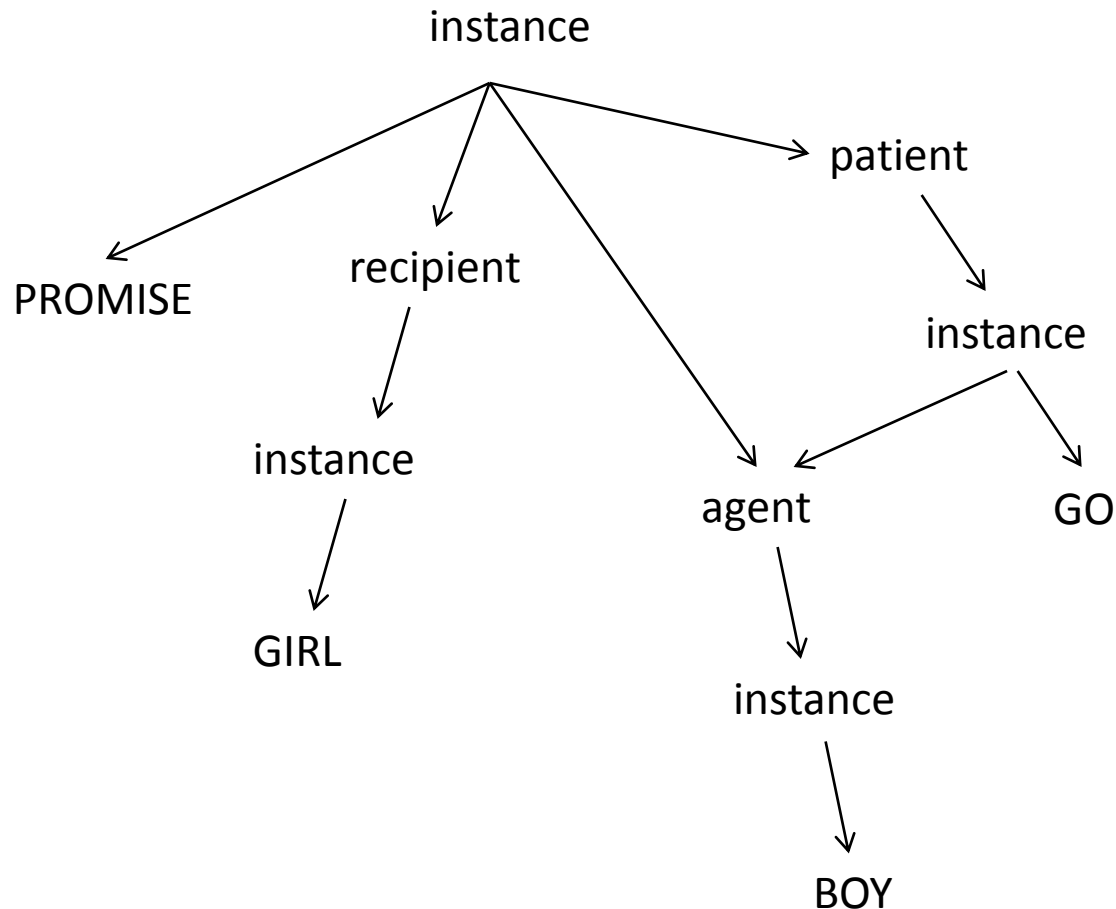 instance
patient
recipient
PROMISE
instance
instance
agent
GO
GIRL
instance
BOY